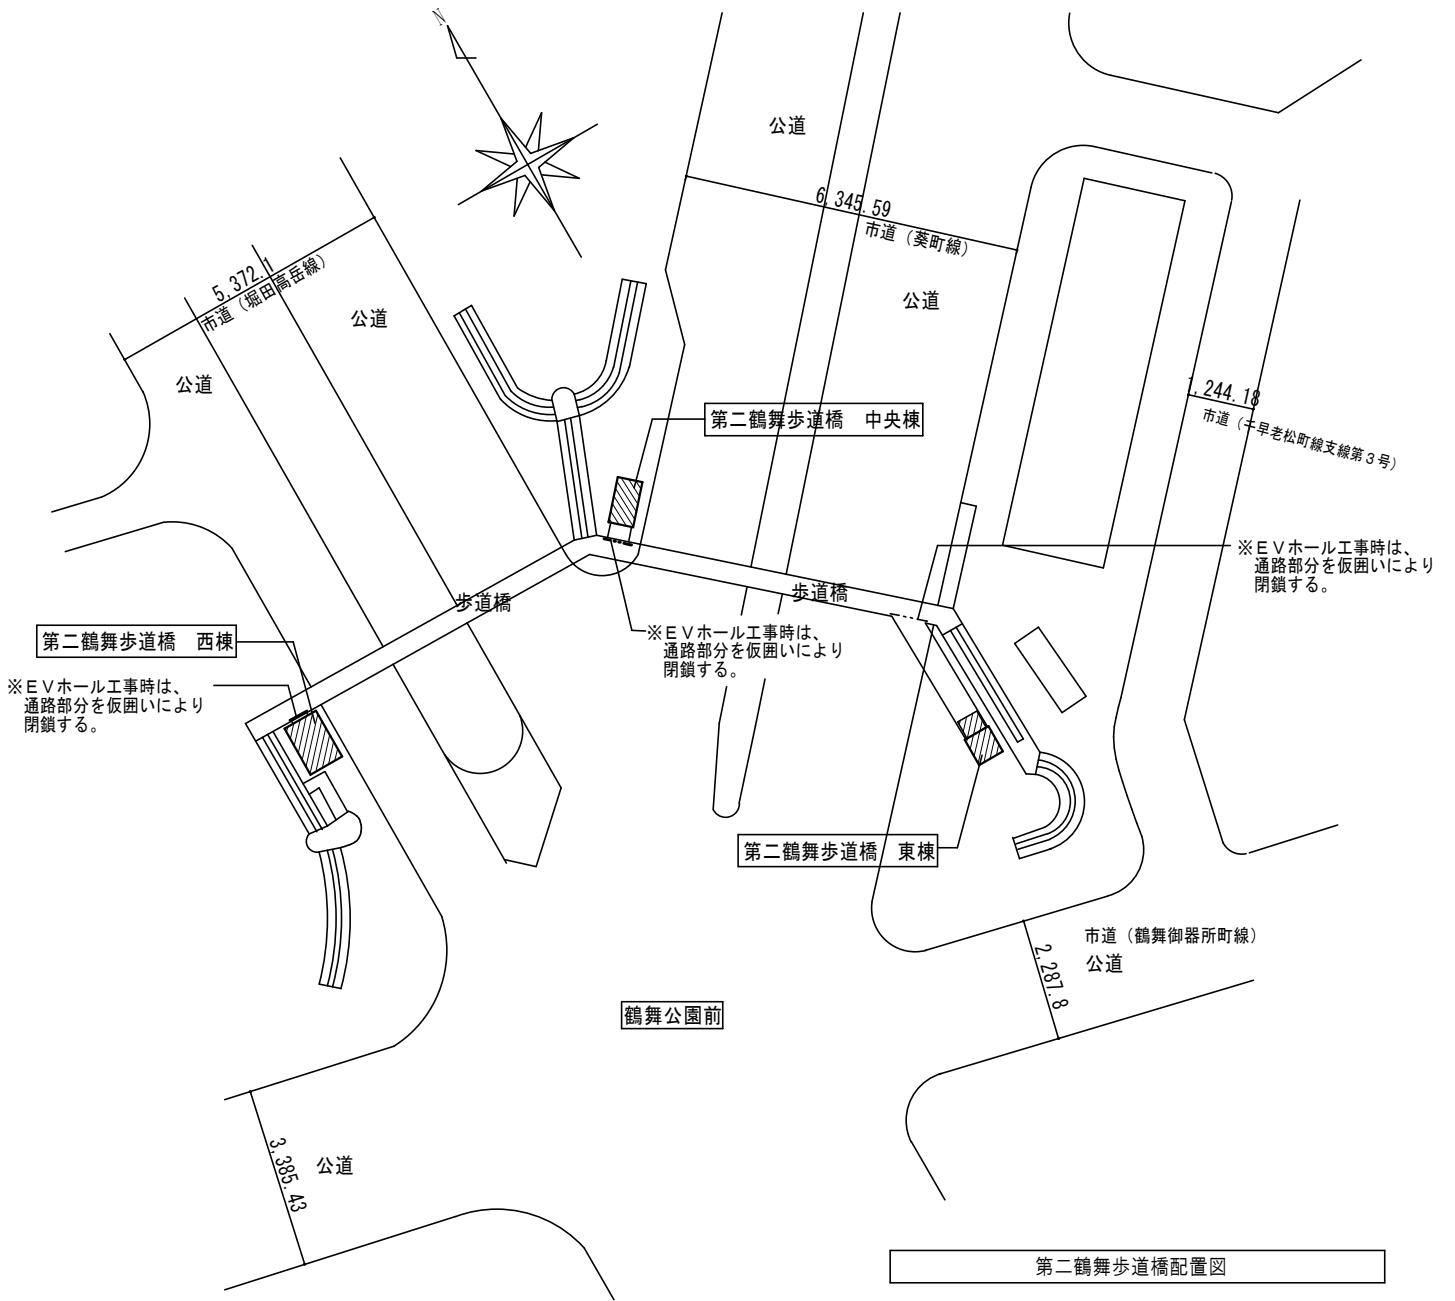 N
公道
6,345.59
市道（葵町線）
5,372.1
市道（堀田高岳線）
公道
公道
公道
1,244.18
市道（千早老松町線支線第３号）
第二鶴舞歩道橋　中央棟
※ＥＶホール工事時は、
通路部分を仮囲いにより
閉鎖する。
歩道橋
歩道橋
第二鶴舞歩道橋　西棟
※ＥＶホール工事時は、
通路部分を仮囲いにより
閉鎖する。
※ＥＶホール工事時は、
通路部分を仮囲いにより
閉鎖する。
第二鶴舞歩道橋　東棟
市道（鶴舞御器所町線）
公道
2,287.8
鶴舞公園前
3,385.43
公道
第二鶴舞歩道橋配置図